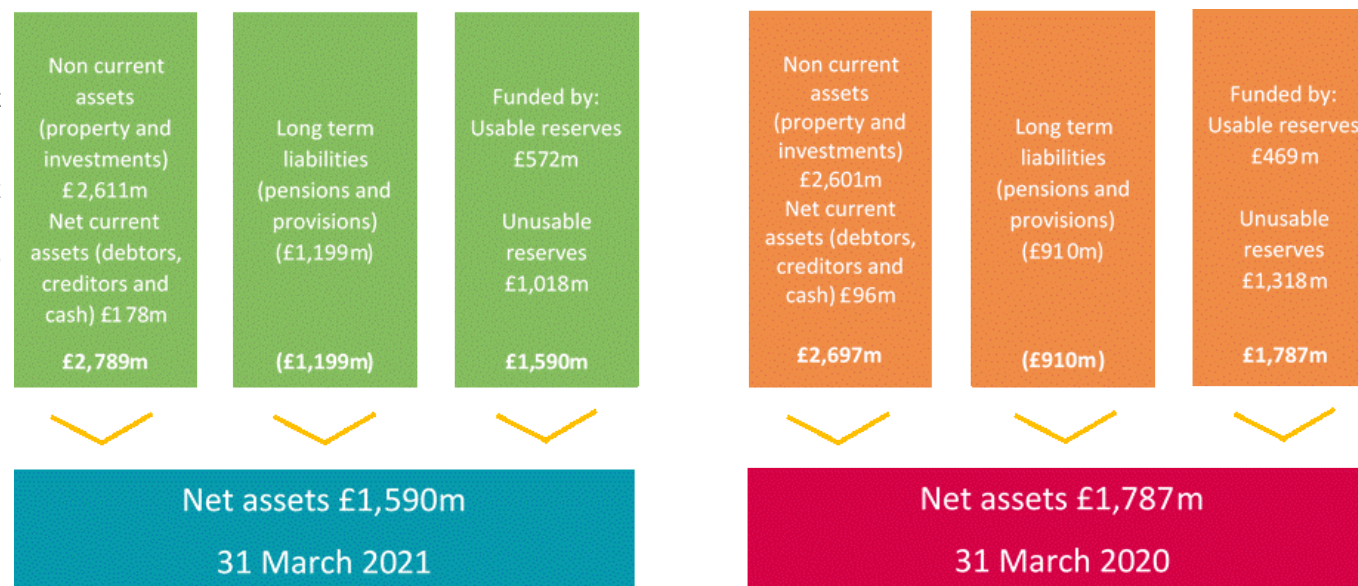 Non current
assets
(property and
investments)
£2,611m
Net current
assets (debtors,
creditors and
cash) £178m
£2,789m
Long term
liabilities
(pensions and
provisions)
(£1,199m)
(£1,199m)
Funded by:
Usable reserves
£572m
Unusable
reserves
£1,018m
£1,590m
Net assets £1,590m
31 March 2021
Non current
assets
(property and
investments)
£2,601m
Net current
assets (debtors,
creditors and
cash) £96m
£2,697m
Long term
liabilities
(pensions and
provisions)
(£910m)
(£910m)
Funded by:
Usable reserves
£469m
Unusable
reserves
£1,318m
£1,787m
Net assets £1,787m
31 March 2020